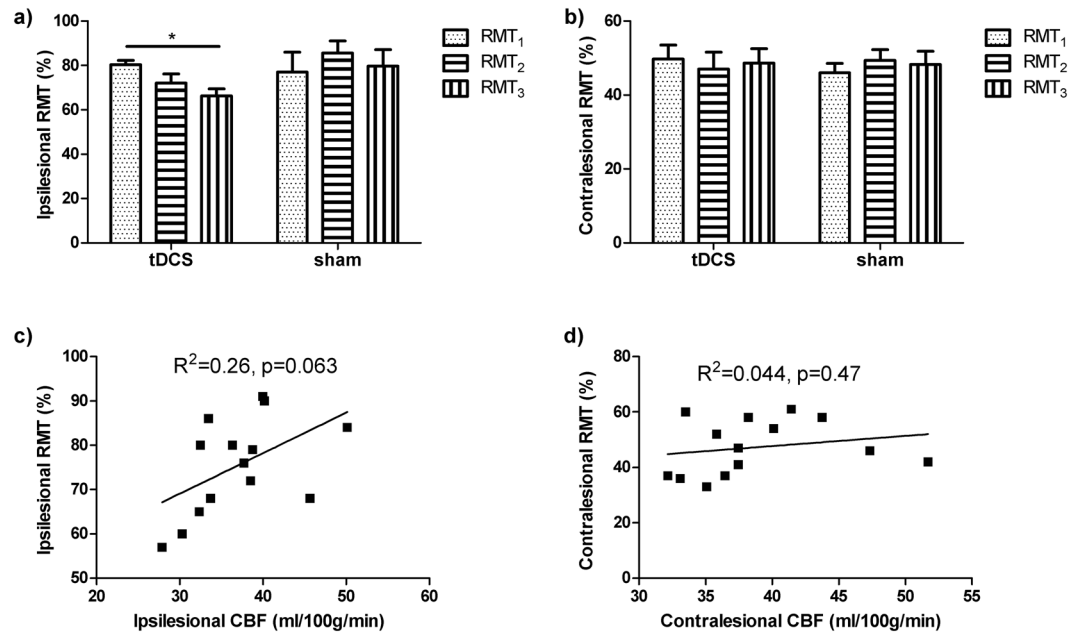 a)
Ipsilesional RMT (%)
100
80
60
40
20
0
*
tDCS
sham
RMT1
RMT2
RMT3
b)
Contralesional RMT (%)
60
40
20
0
tDCS
sham
RMT1
RMT2
RMT3
c)
R2=0.26, p=0.063
Ipsilesional RMT (%)
100
90
80
70
60
50
20
30
40
50
60
Ipsilesional CBF (ml/100g/min)
d)
R2=0.044, p=0.47
Contralesional RMT (%)
80
60
40
20
0
30
35
40
45
50
55
Contralesional CBF (ml/100g/min)